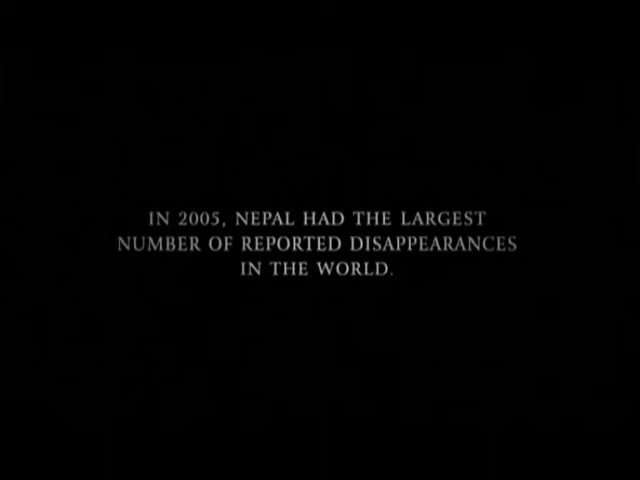 IN 2005, NEPAL HAD THE LARGEST
NUMBER OF REPORTED DISAPPEARANCES
IN THE WORLD.